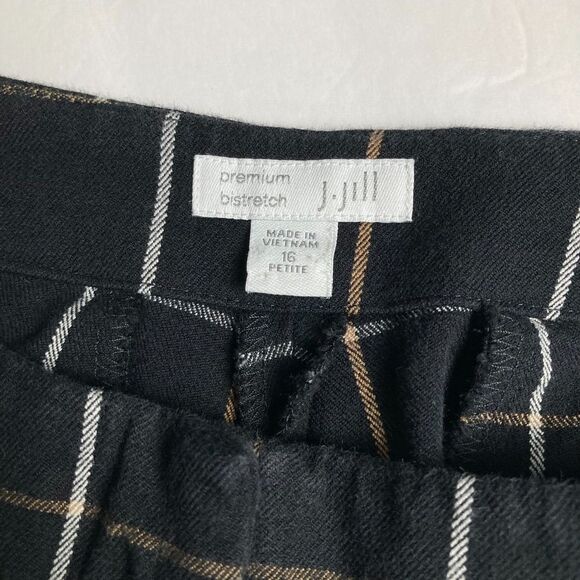 premium
bistretch
j.jill
MADE IN
VIETNAM
16
PETITE